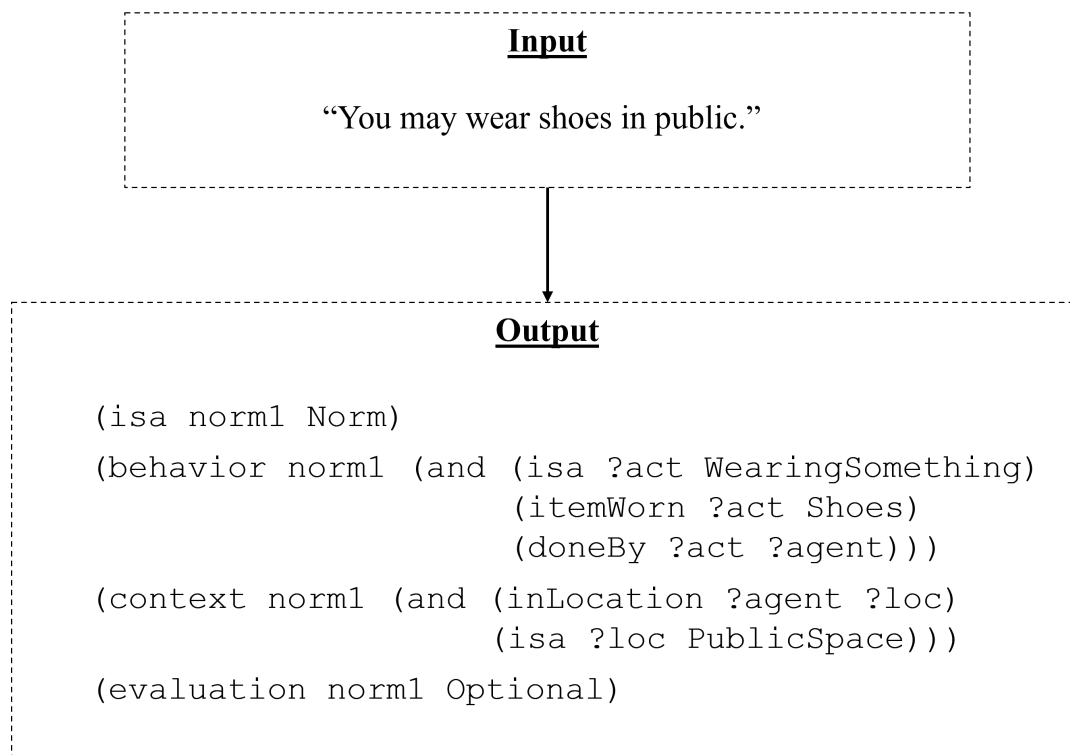 Input
“You may wear shoes in public.”
Output
(isa norm1 Norm)
(behavior norm1 (and (isa ?act WearingSomething)
(itemWorn ?act Shoes)
(doneBy ?act ?agent)))
(context norm1 (and (inLocation ?agent ?loc)
(isa ?loc PublicSpace)))
(evaluation norm1 Optional)